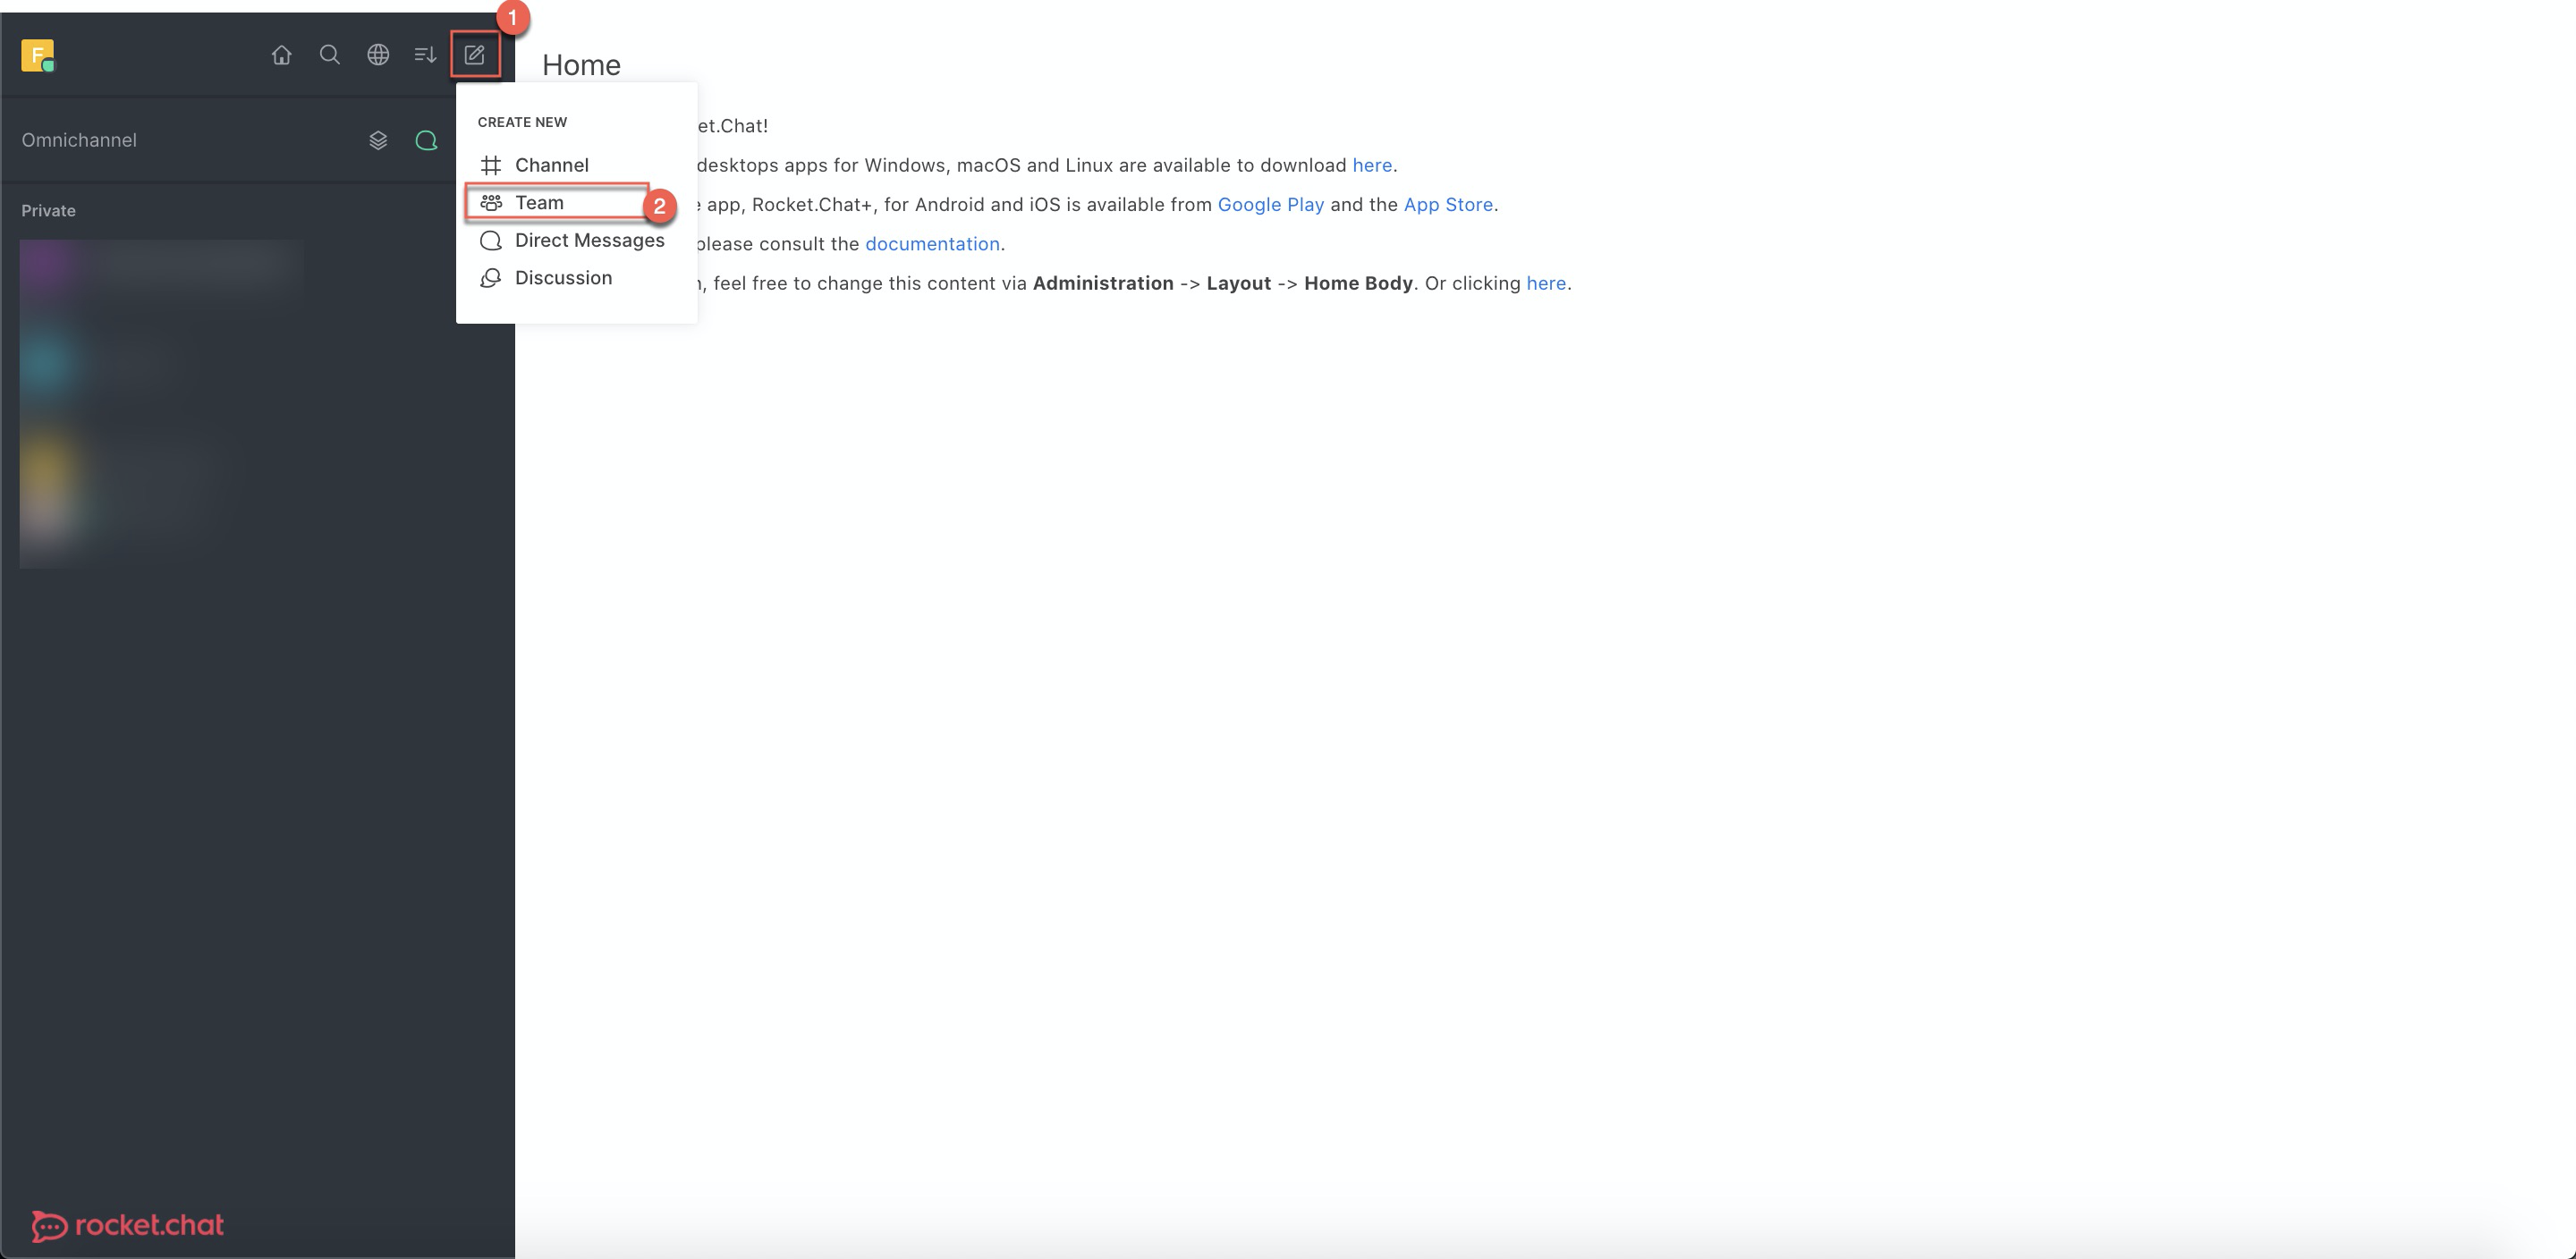 1
F
Home
CREATE NEW
et.Chat!
Omnichannel
Channel
desktops apps for Windows, macOS and Linux are available to download here.
Team
2
app, Rocket.Chat+, for Android and iOS is available from Google Play and the App Store.
Private
Direct Messages
please consult the documentation.
Discussion
, feel free to change this content via Administration -> Layout -> Home Body. Or clicking here.
rocket.chat